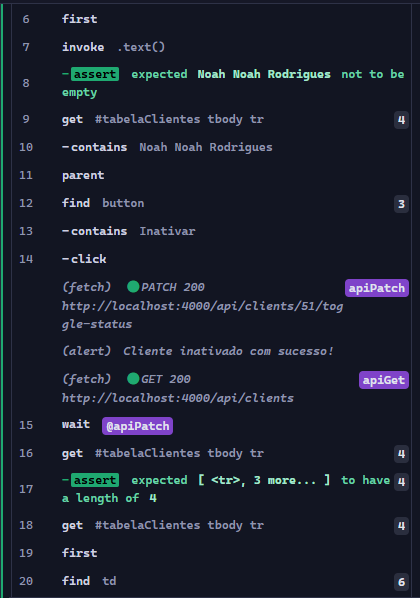 6 first
7 invoke .text()
8 -assert expected Noah Noah Rodrigues not to be
empty
9 get #tabelaClientes tbody tr 4
10 -contains Noah Noah Rodrigues
11 parent
12 find button 3
13 -contains Inativar
14 -click
(fetch) PATCH 200 apiPatch
http://localhost:4000/api/clients/51/tog
gle-status
(alert) Cliente inativado com sucesso!
(fetch) GET 200 apiGet
http://localhost:4000/api/clients
15 wait @apiPatch
16 get #tabelaClientes tbody tr 4
17 -assert expected [ <tr>, 3 more... ] to have 4
a length of 4
18 get #tabelaClientes tbody tr 4
19 first
20 find td 6